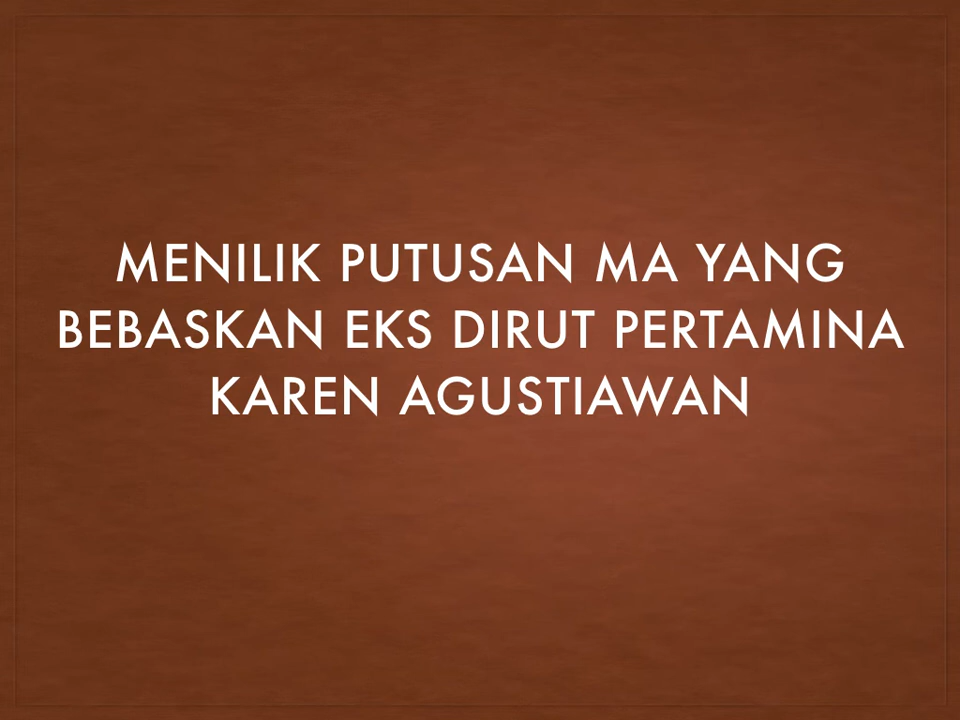 MENILIK PUTUSAN MA YANG
BEBASKAN EKS DIRUT PERTAMINA
KAREN AGUSTIAWAN